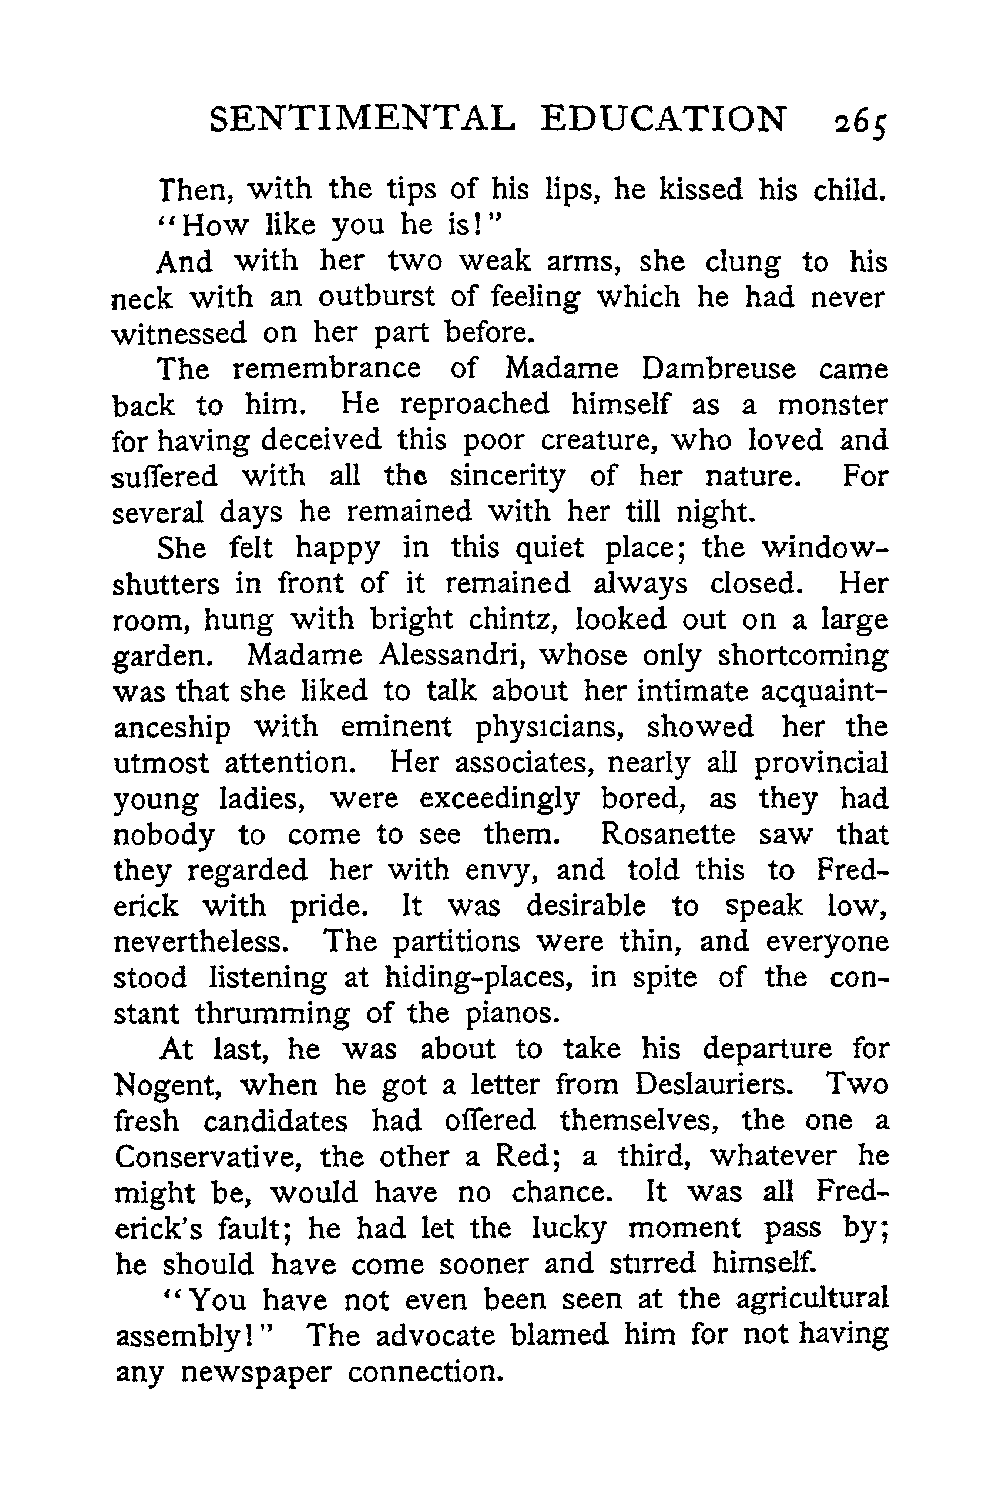 SENTIMENTAL EDUCATION 265
Then, with the tips of his lips, he kissed his child.
"How like you he is!"
And with her two weak arms, she clung to his
neck with an outburst of feeling which he had never
witnessed on her part before.
The remembrance of Madame Dambreuse came
back to him. He reproached himself as a monster
for having deceived this poor creature, who loved and
suffered with all the sincerity of her nature. For
several days he remained with her till night.
She felt happy in this quiet place; the window-
shutters in front of it remained always closed. Her
room, hung with bright chintz, looked out on a large
garden. Madame Alessandri, whose only shortcoming
was that she liked to talk about her intimate acquaint-
anceship with eminent physicians, showed her the
utmost attention. Her associates, nearly all provincial
young ladies, were exceedingly bored, as they had
nobody to come to see them. Rosanette saw that
they regarded her with envy, and told this to Fred-
erick with pride. It was desirable to speak low,
nevertheless. The partitions were thin, and everyone
stood listening at hiding-places, in spite of the con-
stant thrumming of the pianos.
At last, he was about to take his departure for
Nogent, when he got a letter from Deslauriers. Two
fresh candidates had offered themselves, the one a
Conservative, the other a Red; a third, whatever he
might be, would have no chance. It was all Fred-
erick's fault; he had let the lucky moment pass by;
he should have come sooner and stirred himself.
"You have not even been seen at the agricultural
assembly!" The advocate blamed him for not having
any newspaper connection.